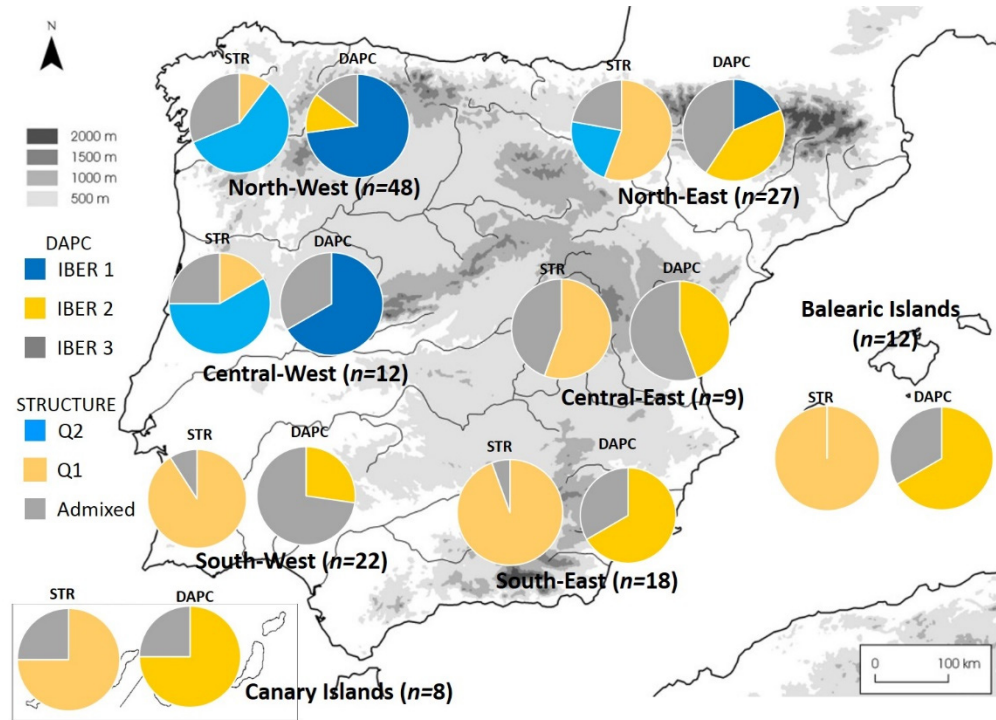 N
2000 m
1500 m
1000 m
500 m
DAPC
IBER 1
IBER 2
IBER 3
STRUCTURE
Q2
Q1
Admixed
STR
DAPC
North-West (n=48)
STR
DAPC
North-East (n=27)
STR
DAPC
Central-West (n=12)
STR
DAPC
Central-East (n=9)
Balearic Islands
(n=12)
STR
DAPC
STR
DAPC
South-West (n=22)
STR
DAPC
South-East (n=18)
STR
DAPC
Canary Islands (n=8)
0 100 km